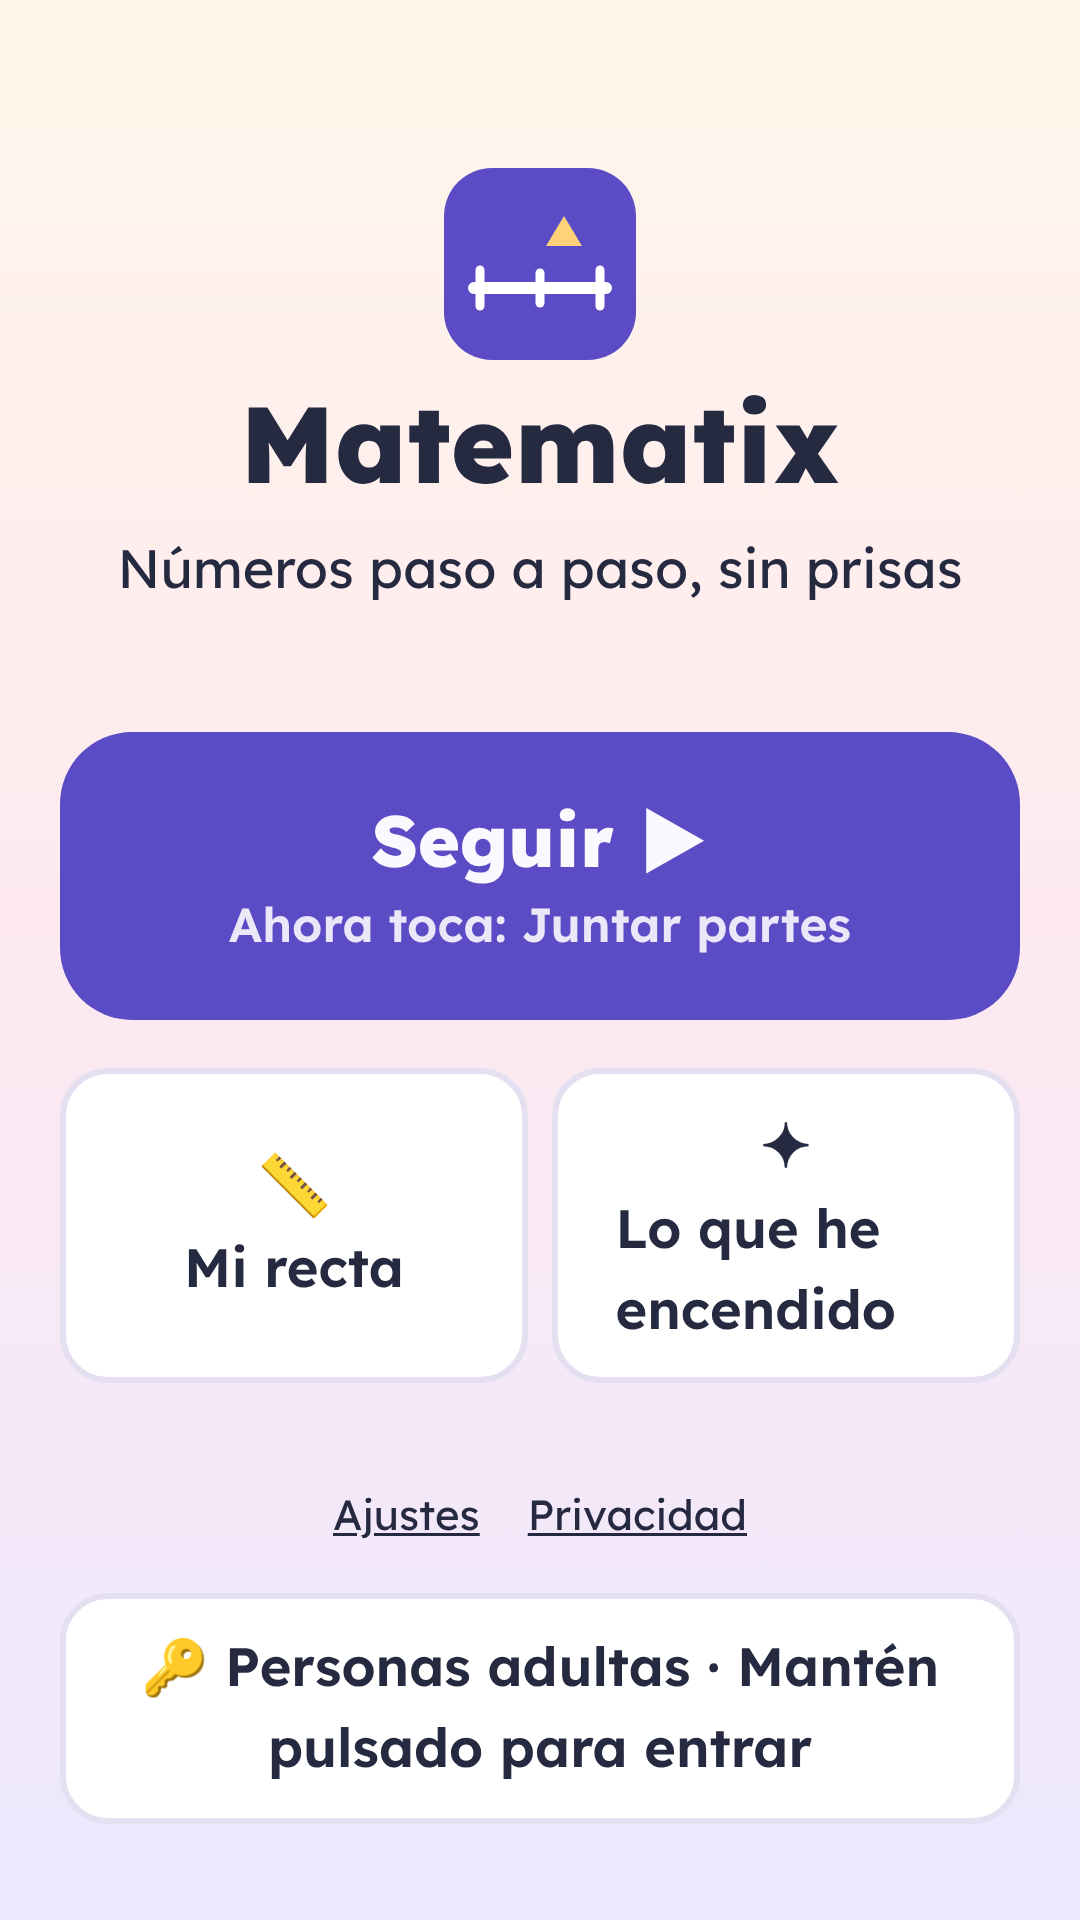 Matematix
Números paso a paso, sin prisas
Seguir ▶
Ahora toca: Juntar partes
Mi recta
Lo que he
encendido
Ajustes Privacidad
Personas adultas · Mantén
pulsado para entrar